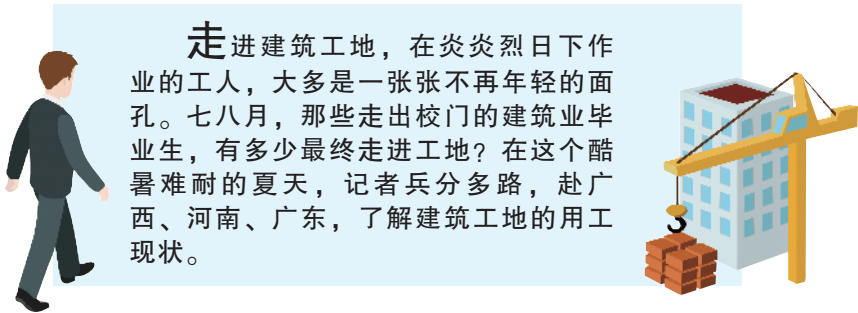 走进建筑工地，在炎炎烈日下作
业的工人，大多是一张张不再年轻的面
孔。七八月，那些走出校门的建筑业毕
业生，有多少最终走进工地？在这个酷
暑难耐的夏天，记者兵分多路，赴广
西、河南、广东，了解建筑工地的用工
现状。